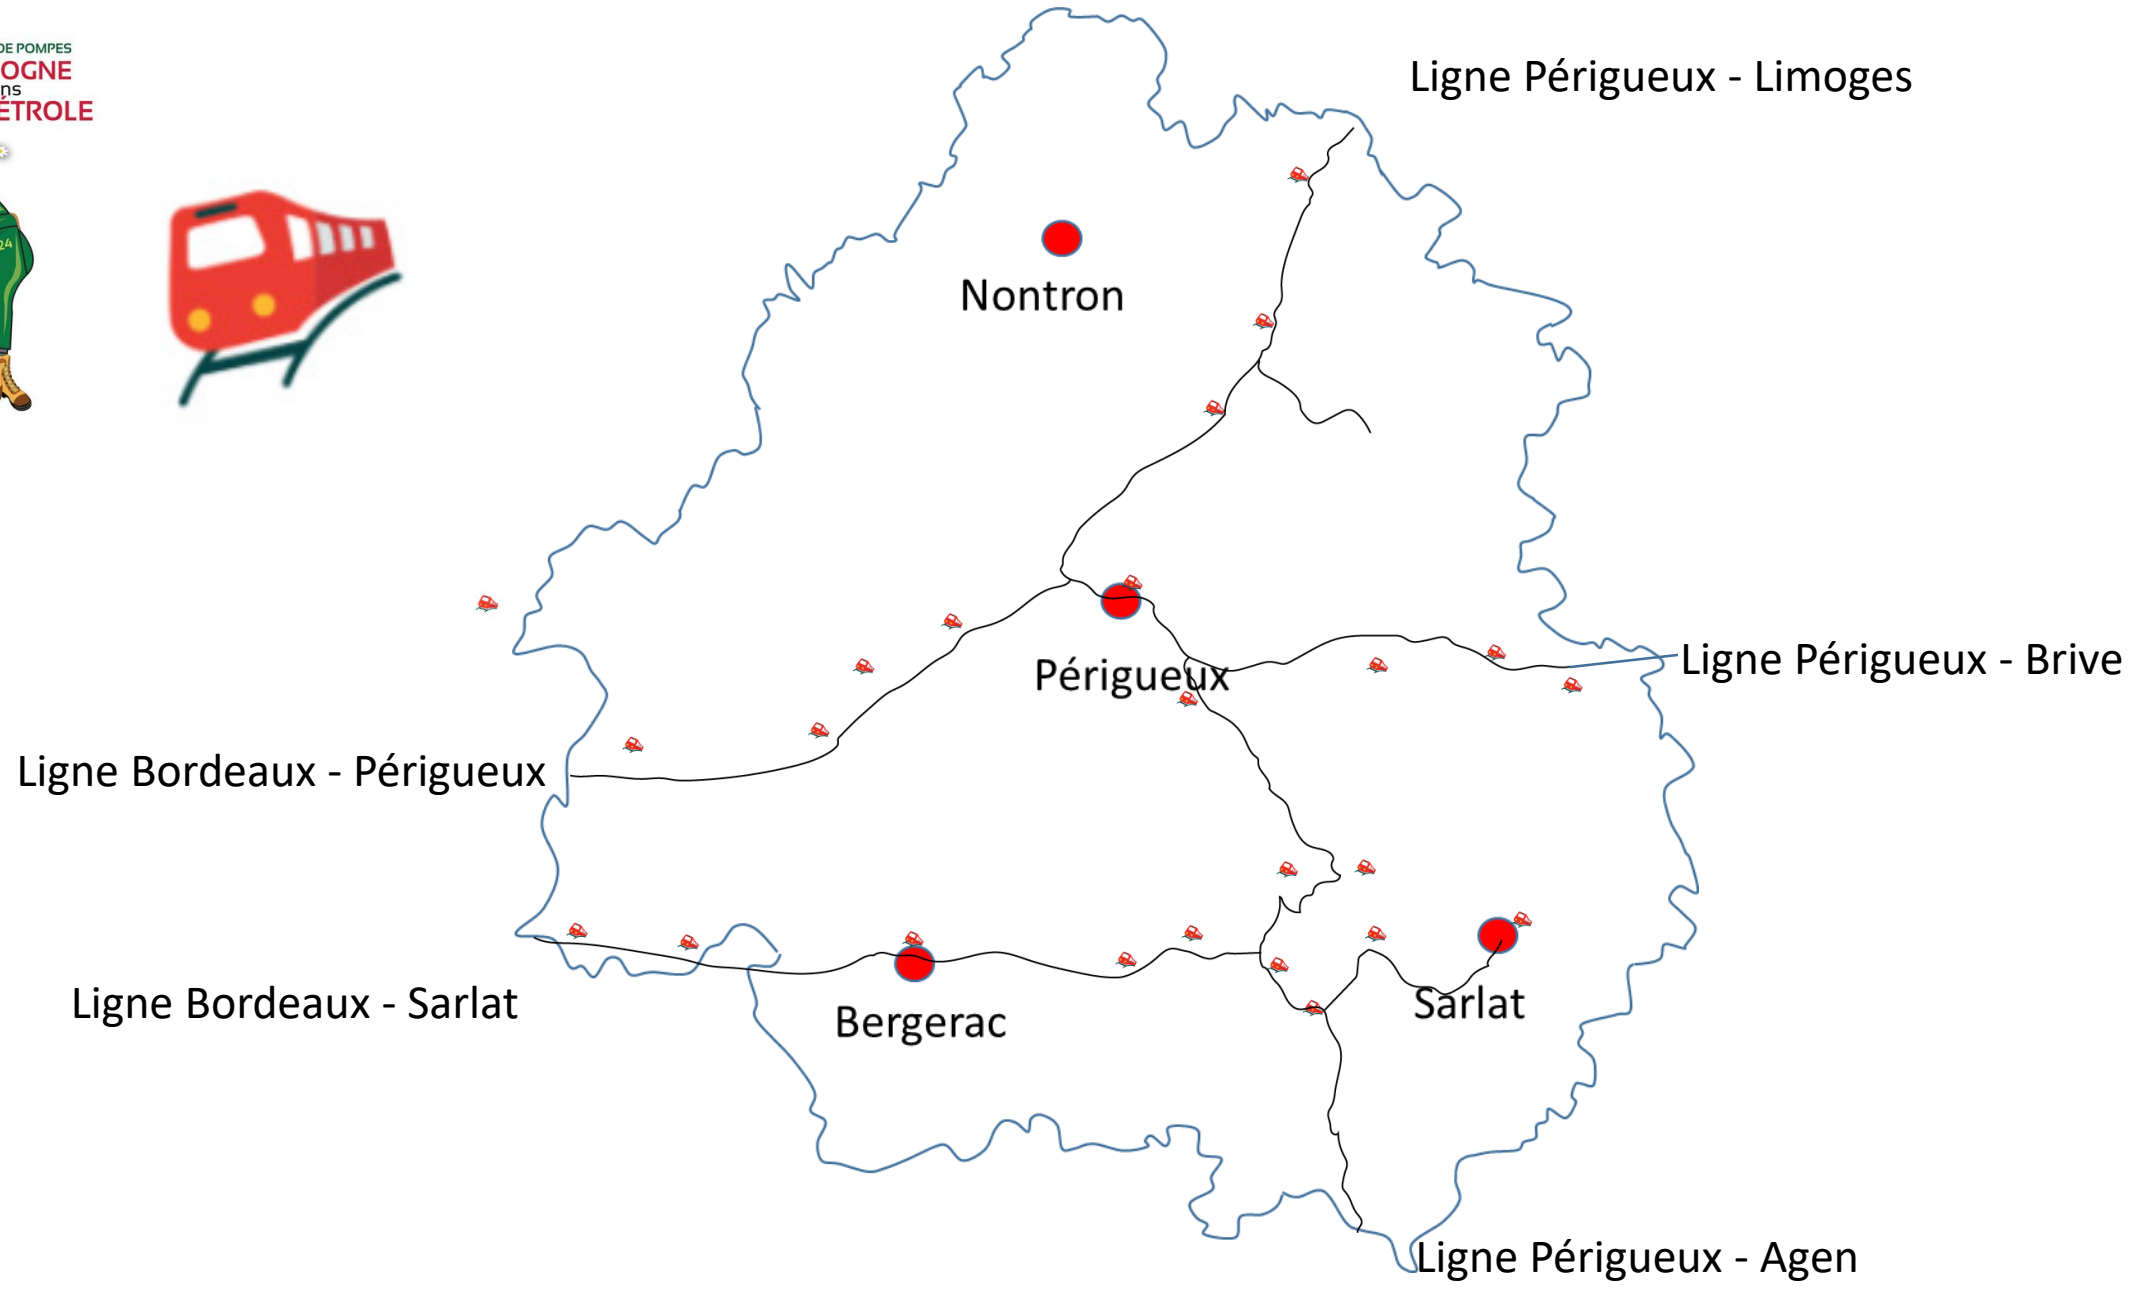 DE POMPES
OGNE
ns
ÉTROLE
24
Ligne Périgueux - Limoges
Nontron
Périgueux
Ligne Périgueux - Brive
Ligne Bordeaux - Périgueux
Ligne Bordeaux - Sarlat
Bergerac
Sarlat
Ligne Périgueux - Agen